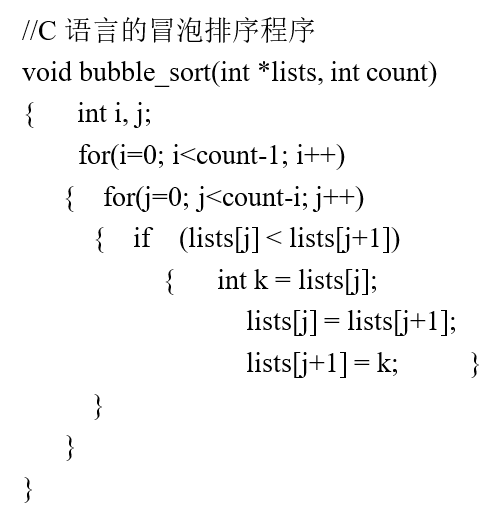 //C 语言的冒泡排序程序
void bubble_sort(int *lists, int count)
{ int i, j;
for(i=0; i<count-1; i++)
{ for(j=0; j<count-i; j++)
{ if (lists[j] < lists[j+1])
{ int k = lists[j];
lists[j] = lists[j+1];
lists[j+1] = k; }
}
}
}